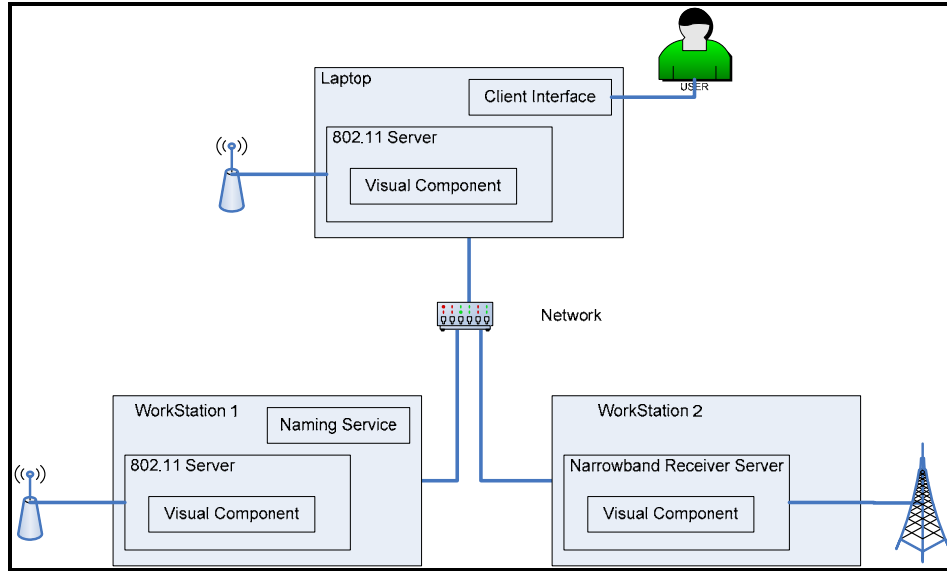 USER
Laptop
Client Interface
802.11 Server
Visual Component
Network
WorkStation 1
Naming Service
802.11 Server
Visual Component
WorkStation 2
Narrowband Receiver Server
Visual Component